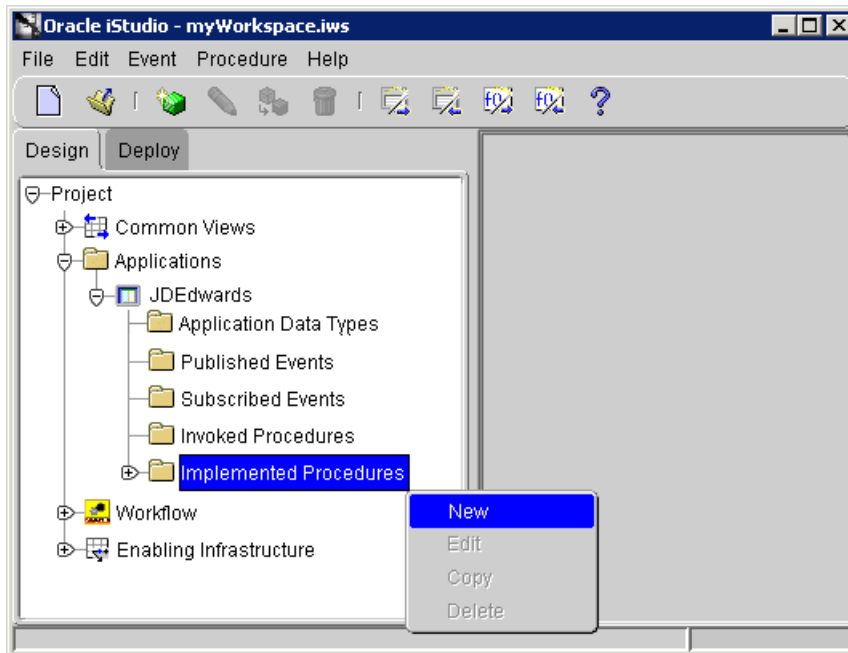 Oracle iStudio - myWorkspace.iws
File Edit Event Procedure Help
f() f() ?
Design Deploy
Project
Common Views
Applications
JDEdwards
Application Data Types
Published Events
Subscribed Events
Invoked Procedures
Implemented Procedures
New
Workflow
Edit
Enabling Infrastructure
Copy
Delete